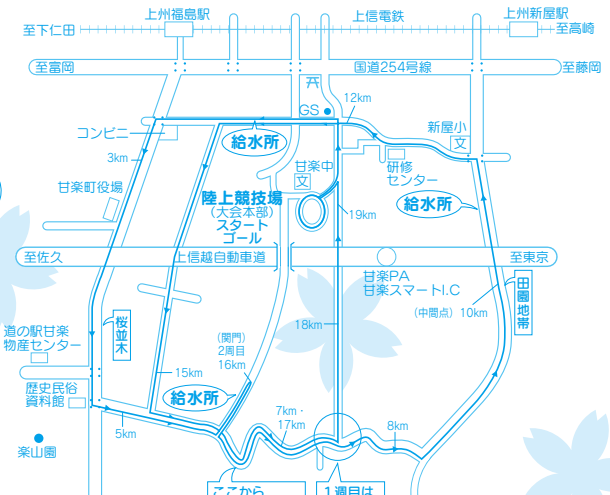 上州福島駅
上信電鉄
上州新屋駅
至下仁田
至高崎
至富岡
国道254号線
至藤岡
GS
12km
コンビニ
給水所
新屋小
文
3km
甘楽中
文
研修
センター
甘楽町役場
陸上競技場
(大会本部)
スタート
ゴール
給水所
19km
至佐久
上信越自動車道
至東京
甘楽PA
甘楽スマートI.C
田園地帯
(中間点)10km
桜並木
18km
道の駅甘楽
物産センター
(関門)
2周目
16km
15km
歴史民俗
資料館
給水所
7km・
17km
8km
5km
楽山園
ここから
1週目は